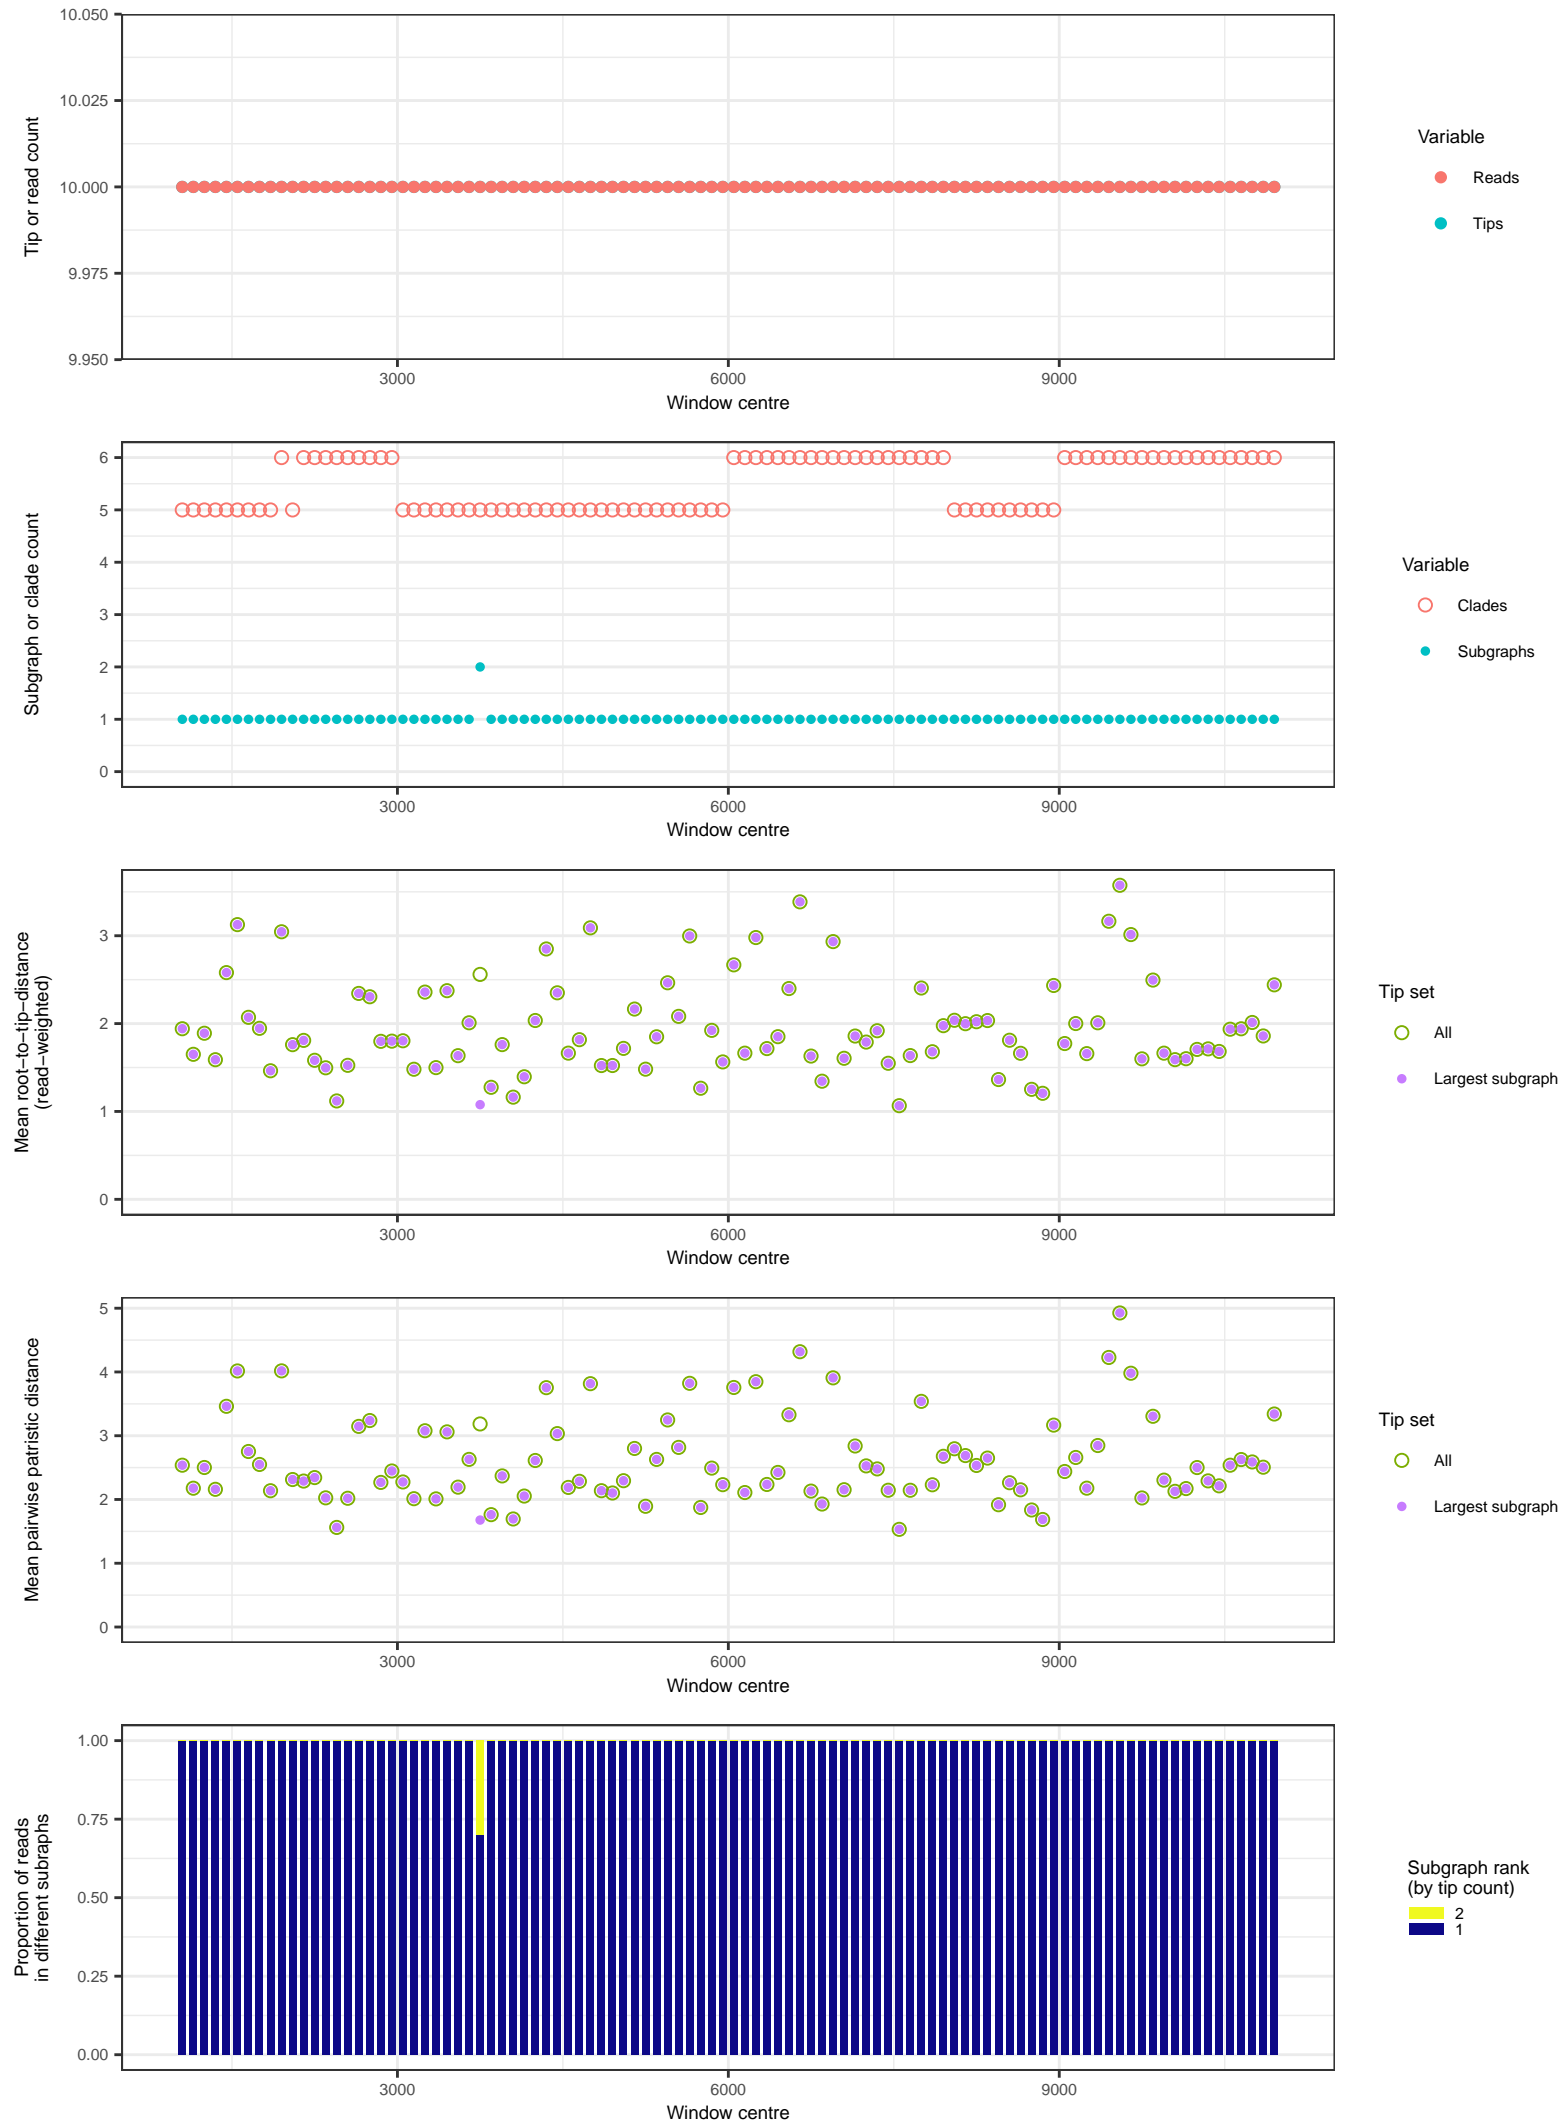 10.050
10.025
10.000
9.975
9.950
Tip or read count
3000 6000 9000
Window centre
Variable
Reads
Tips
6
5
4
3
2
1
0
Subgraph or clade count
3000 6000 9000
Window centre
Variable
Clades
Subgraphs
3
2
1
0
Mean root−to−tip−distance
(read−weighted)
3000 6000 9000
Window centre
Tip set
All
Largest subgraph
5
4
3
2
1
0
Mean pairwise patristic distance
3000 6000 9000
Window centre
Tip set
All
Largest subgraph
1.00
0.75
0.50
0.25
0.00
Proportion of reads
in different subraphs
3000 6000 9000
Window centre
Subgraph rank
(by tip count)
2
1